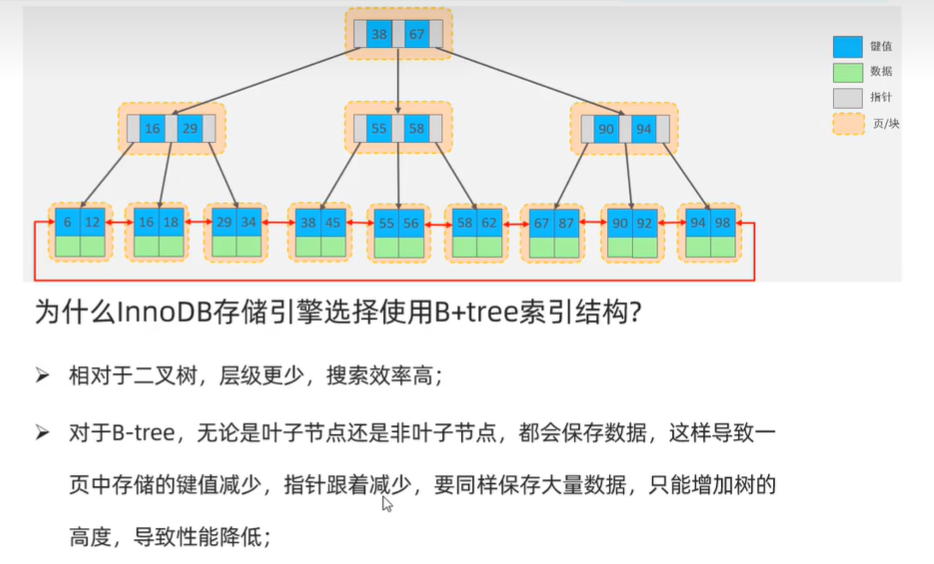 38 67
键值
数据
指针
页/块
16 29 55 58 90 94
6 12 16 18 29 34 38 45 55 56 58 62 67 87 90 92 94 98
为什么InnoDB存储引擎选择使用B+tree索引结构?
➢ 相对于二叉树，层级更少，搜索效率高；
➢ 对于B-tree，无论是叶子节点还是非叶子节点，都会保存数据，这样导致一
页中存储的键值减少，指针跟着减少，要同样保存大量数据，只能增加树的
高度，导致性能降低；